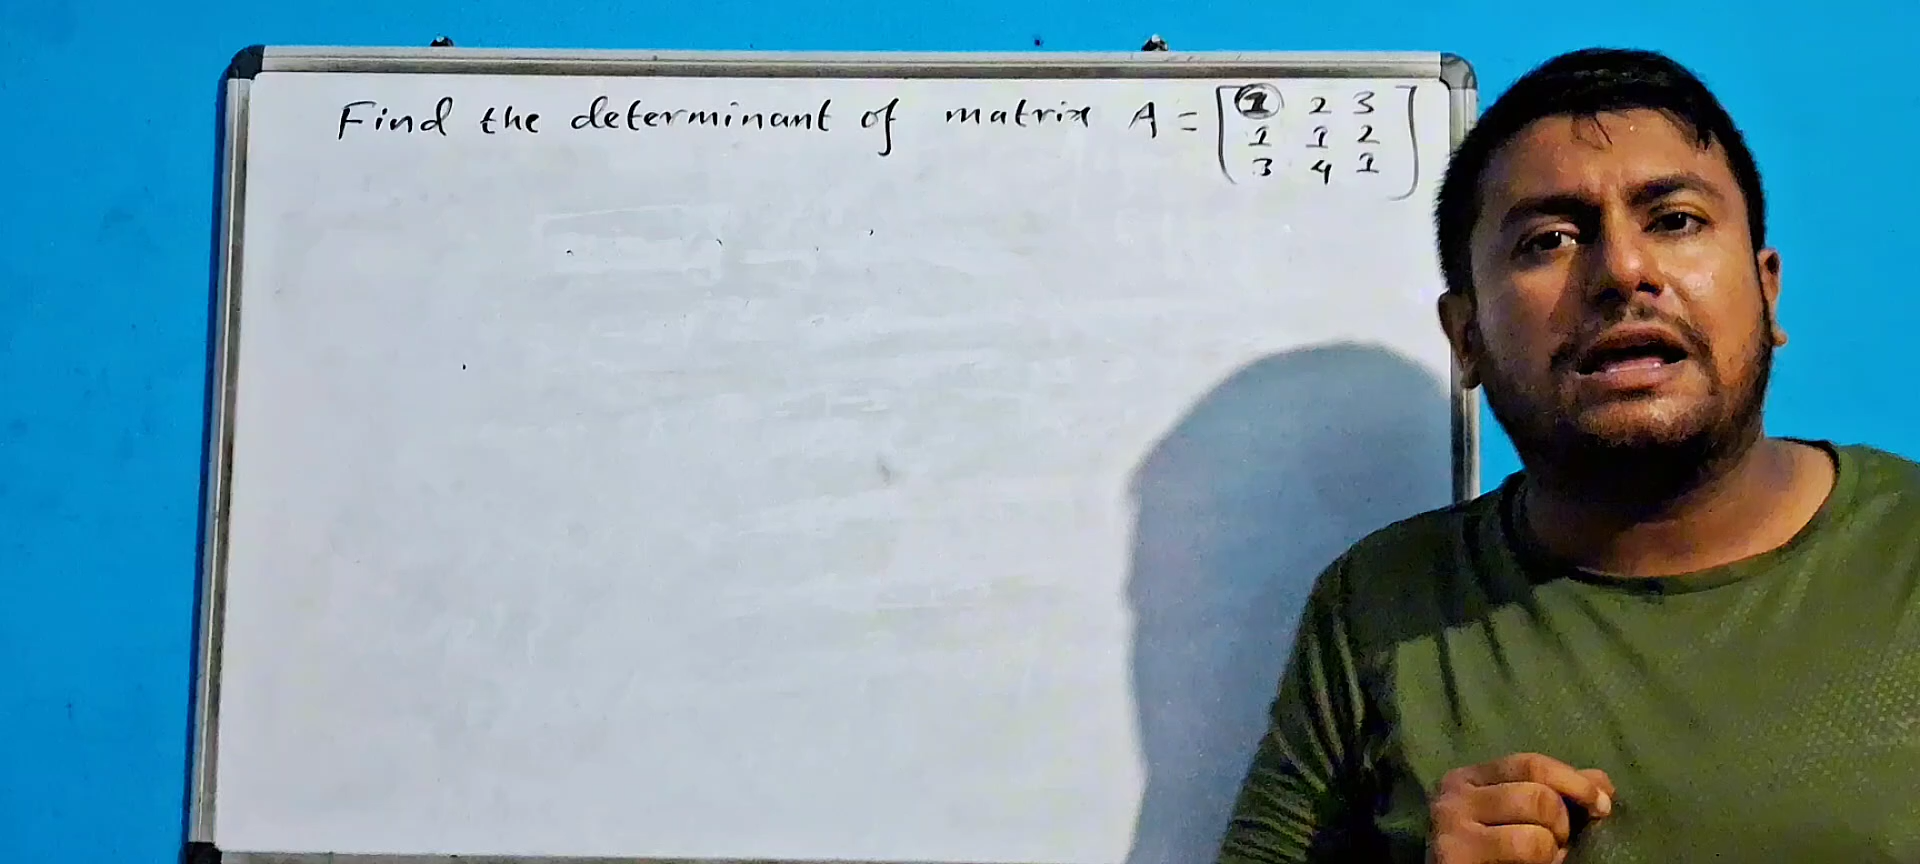 Find the determinant of matrix A = [1 2 3
1 1 2
3 4 1]